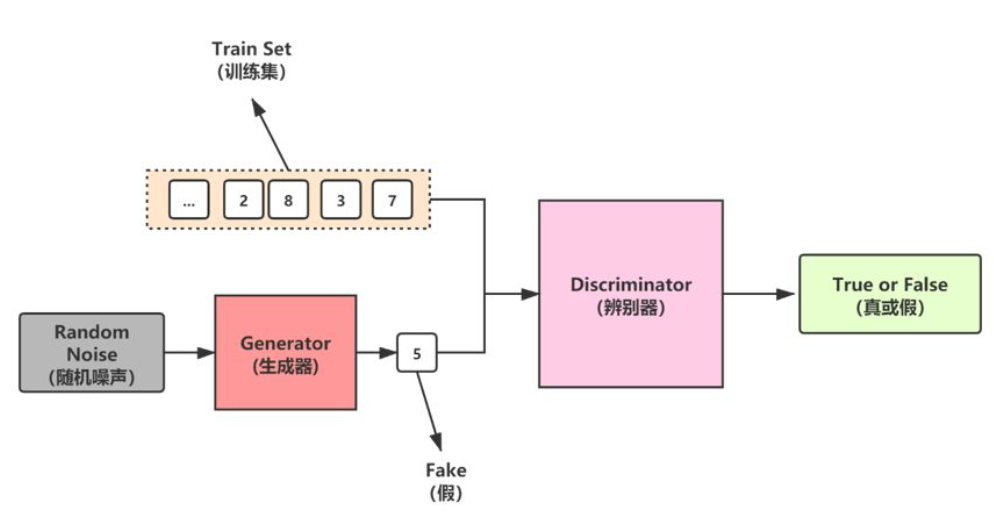 Train Set
(训练集)
...
2
8
3
7
Random
Noise
(随机噪声)
Generator
(生成器)
5
Fake
(假)
Discriminator
(辨别器)
True or False
(真或假)